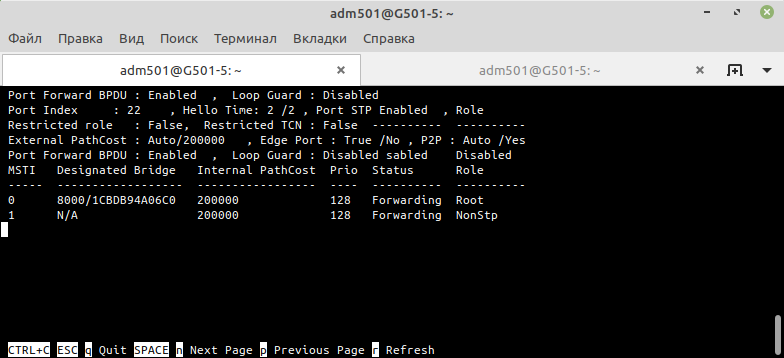 adm501@G501-5: ~
Файл Правка Вид Поиск Терминал Вкладки Справка
adm501@G501-5: ~ × adm501@G501-5: ~ ×
Port Forward BPDU : Enabled  ,  Loop Guard : Disabled
Port Index     : 22    , Hello Time: 2 /2 , Port STP Enabled  , Role
Restricted role   : False,  Restricted TCN : False  ----------  ----------
External PathCost : Auto/200000   , Edge Port : True /No , P2P : Auto /Yes
Port Forward BPDU : Enabled  ,  Loop Guard : Disabled sabled    Disabled
MSTI   Designated Bridge   Internal PathCost  Prio  Status      Role
-----  ------------------  -----------------  ----  ----------  ----------
0      8000/1CBDB94A06C0   200000             128   Forwarding  Root
1      N/A                 200000             128   Forwarding  NonStp
CTRL+C ESC q Quit SPACE n Next Page p Previous Page r Refresh